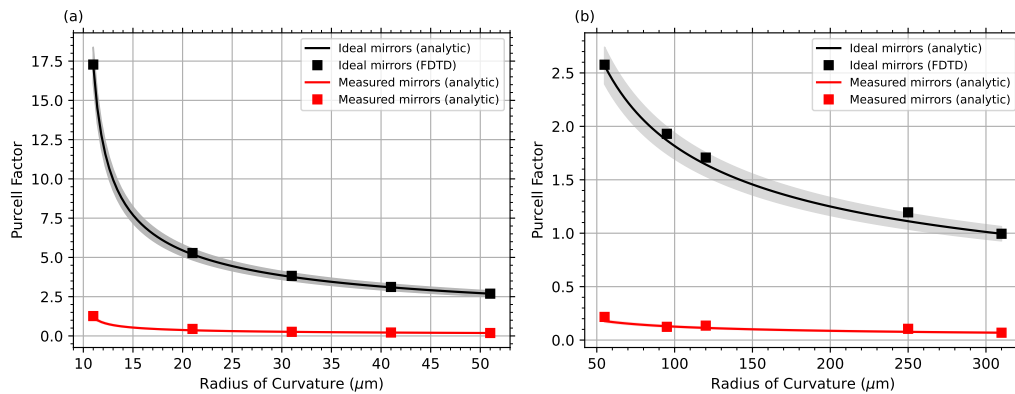 (a)
17.5
15.0
12.5
10.0
7.5
5.0
2.5
0.0
Purcell Factor
10 15 20 25 30 35 40 45 50
Radius of Curvature (μm)
Ideal mirrors (analytic)
Ideal mirrors (FDTD)
Measured mirrors (analytic)
Measured mirrors (analytic)
(b)
2.5
2.0
1.5
1.0
0.5
0.0
Purcell Factor
50 100 150 200 250 300
Radius of Curvature (μm)
Ideal mirrors (analytic)
Ideal mirrors (FDTD)
Measured mirrors (analytic)
Measured mirrors (analytic)